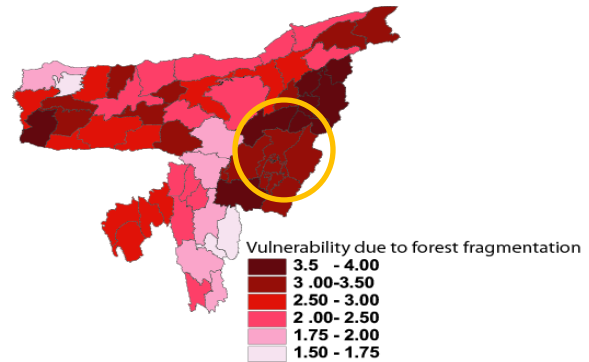 Vulnerability due to forest fragmentation
3.5 - 4.00
3 .00-3.50
2.50 - 3.00
2 .00- 2.50
1.75 - 2.00
1.50 - 1.75